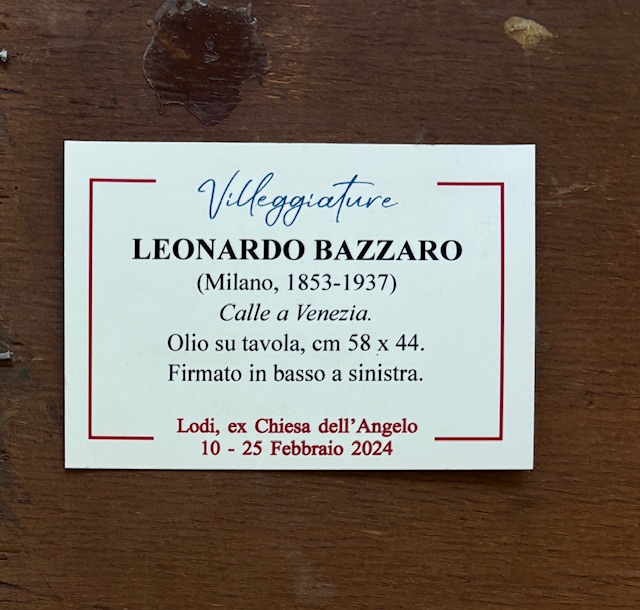 Villeggiature
LEONARDO BAZZARO
(Milano, 1853-1937)
Calle a Venezia.
Olio su tavola, cm 58 x 44.
Firmato in basso a sinistra.
Lodi, ex Chiesa dell'Angelo
10 - 25 Febbraio 2024